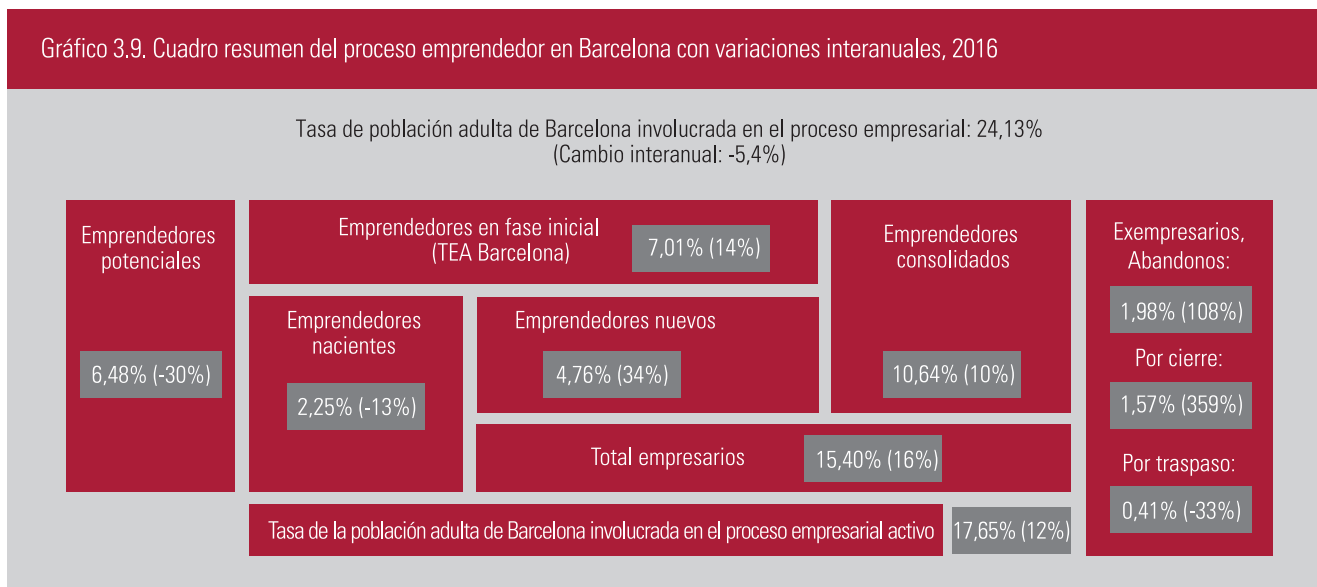 Gráfico 3.9. Cuadro resumen del proceso emprendedor en Barcelona con variaciones interanuales, 2016
Tasa de población adulta de Barcelona involucrada en el proceso empresarial: 24,13%
(Cambio interanual: -5,4%)
Emprendedores
potenciales
6,48% (-30%)
Emprendedores en fase inicial
(TEA Barcelona)
7,01% (14%)
Emprendedores
nacientes
2,25% (-13%)
Emprendedores nuevos
4,76% (34%)
Emprendedores
consolidados
10,64% (10%)
Total empresarios
15,40% (16%)
Tasa de la población adulta de Barcelona involucrada en el proceso empresarial activo
17,65% (12%)
Exempresarios,
Abandonos:
1,98% (108%)
Por cierre:
1,57% (359%)
Por traspaso:
0,41% (-33%)